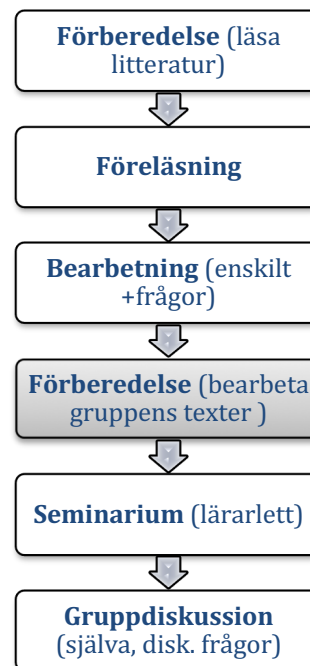 Förberedelse (läsa
litteratur)
Föreläsning
Bearbetning (enskilt
+frågor)
Förberedelse (bearbeta
gruppens texter )
Seminarium (lärarlett)
Gruppdiskussion
(själva, disk. frågor)